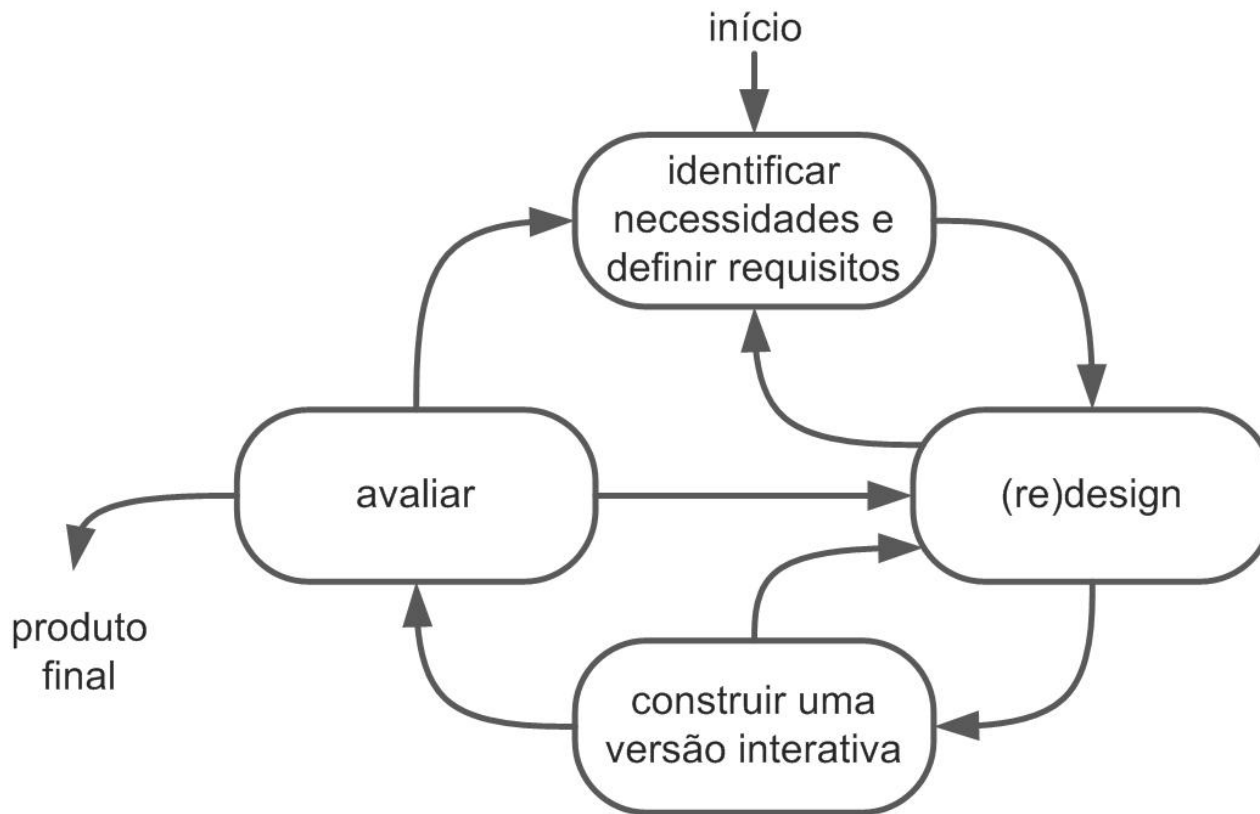 início
identificar
necessidades e
definir requisitos
avaliar
(re)design
produto
final
construir uma
versão interativa